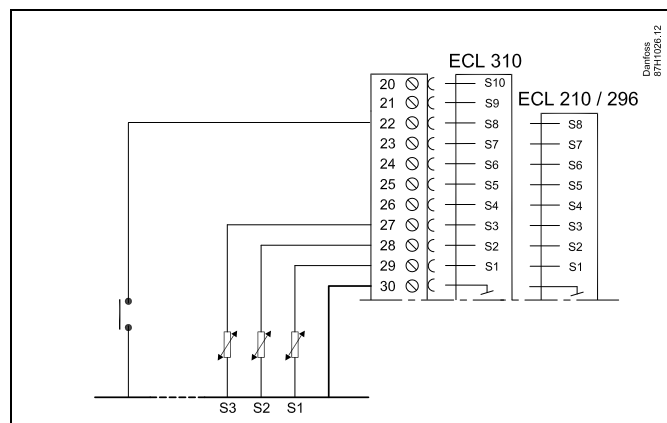 Danfoss
87H1026.12
ECL 310
ECL 210 / 296
20 S10
21 S9
22 S8 S8
23 S7 S7
24 S6 S6
25 S5 S5
26 S4 S4
27 S3 S3
28 S2 S2
29 S1 S1
30
S3 S2 S1